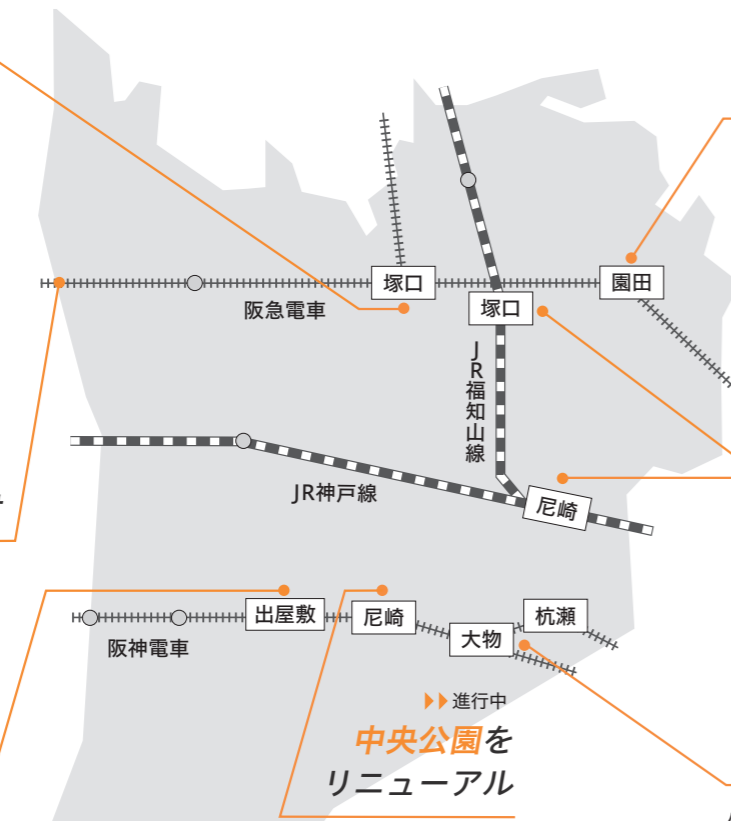 塚口
園田
阪急電車
塚口
JR福知山線
JR神戸線
尼崎
出屋敷
尼崎
杭瀬
大物
阪神電車
進行中
中央公園を
リニューアル